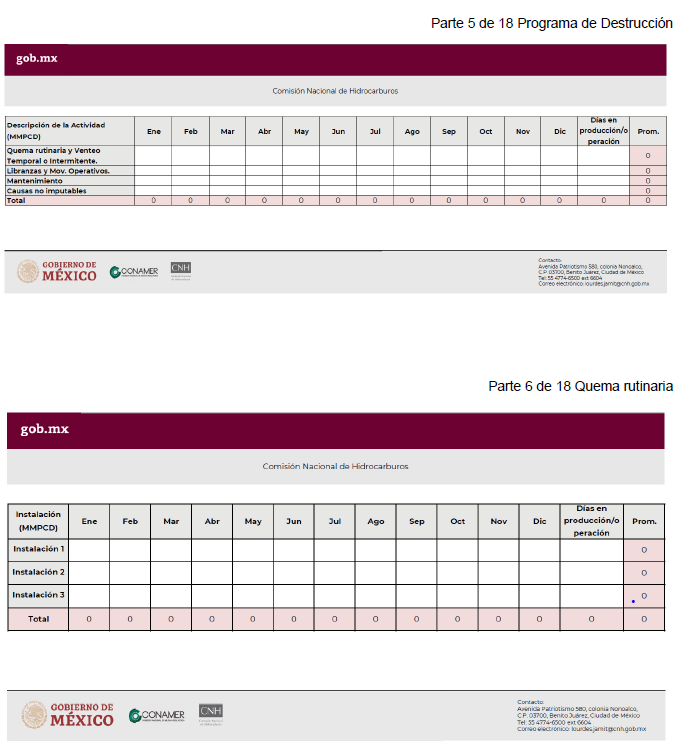 Parte 5 de 18 Programa de Destrucción
gob.mx
Comisión Nacional de Hidrocarburos
Descripción de la Actividad (MMPCD) Ene Feb Mar Abr May Jun Jul Ago Sep Oct Nov Dic Días en producción/o peración Prom.
Quema rutinaria y Venteo Temporal o Intermitente. 0
Libranzas y Mov. Operativos. 0
Mantenimiento 0
Causas no imputables 0
Total 0 0 0 0 0 0 0 0 0 0 0 0 0 0
GOBIERNO DE
MÉXICO
CONAMER
CNH
Contacto:
Avenida Patriotismo 580, colonia Nonoalco,
C.P. 03700, Benito Juárez, Ciudad de México
Tel: 55 4774-6500 ext 6604
Correo electrónico: lourdes.jamit@cnh.gob.mx
Parte 6 de 18 Quema rutinaria
gob.mx
Comisión Nacional de Hidrocarburos
Instalación (MMPCD) Ene Feb Mar Abr May Jun Jul Ago Sep Oct Nov Dic Días en producción/o peración Prom.
Instalación 1 0
Instalación 2 0
Instalación 3 0
Total 0 0 0 0 0 0 0 0 0 0 0 0 0 0
GOBIERNO DE
MÉXICO
CONAMER
CNH
Contacto:
Avenida Patriotismo 580, colonia Nonoalco,
C.P. 03700, Benito Juárez, Ciudad de México
Tel: 55 4774-6500 ext 6604
Correo electrónico: lourdes.jamit@cnh.gob.mx